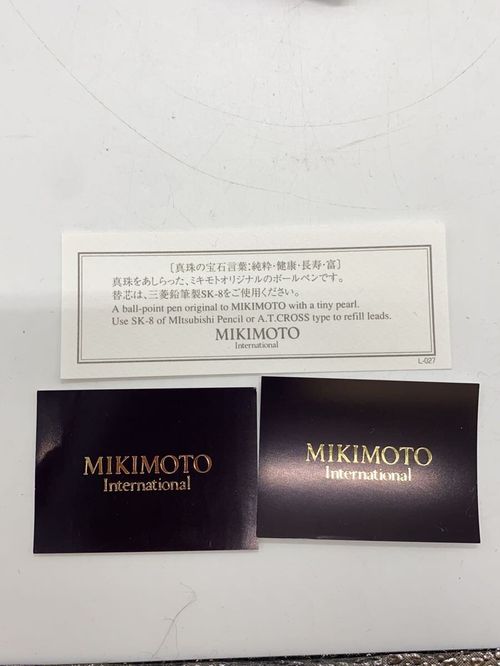 ［真珠の宝石言葉：純粋・健康・長寿・富］
真珠をあしらった、ミキモトオリジナルのボールペンです。
替芯は、三菱鉛筆製SK-8をご使用ください。
A ball-point pen original to MIKIMOTO with a tiny pearl.
Use SK-8 of MItsubishi Pencil or A.T.CROSS type to refill leads.
MIKIMOTO
International
L-027
MIKIMOTO
International
MIKIMOTO
International